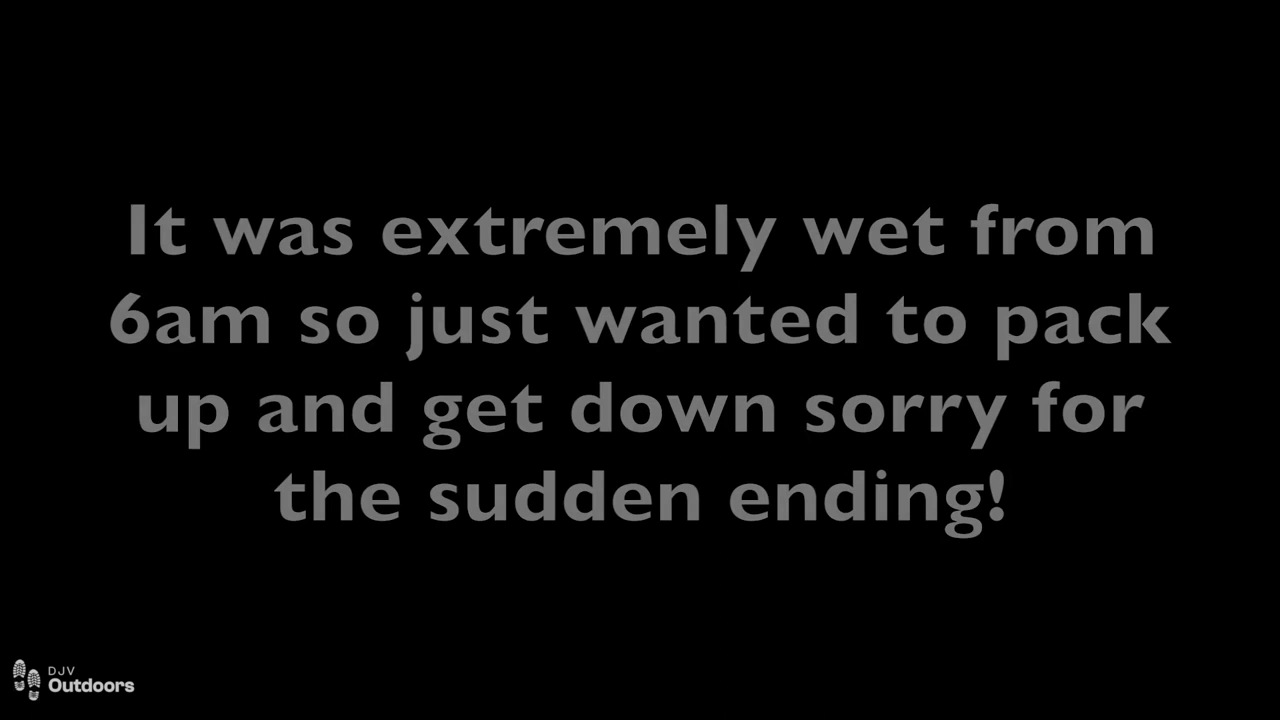 It was extremely wet from
6am so just wanted to pack
up and get down sorry for
the sudden ending!
DJV
Outdoors